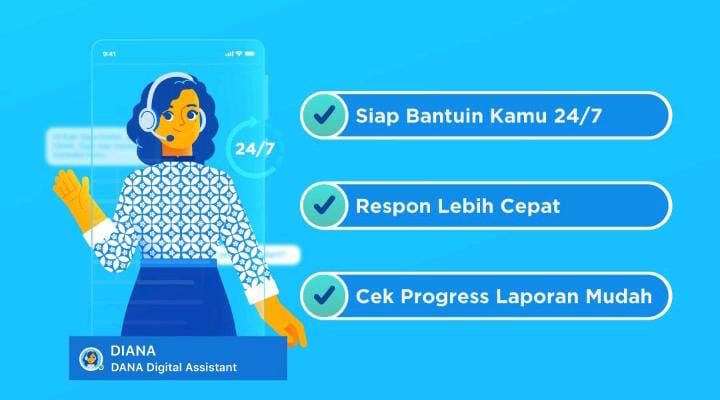 9:41
24/7
Siap Bantuin Kamu 24/7
Respon Lebih Cepat
Cek Progress Laporan Mudah
DIANA
DANA Digital Assistant